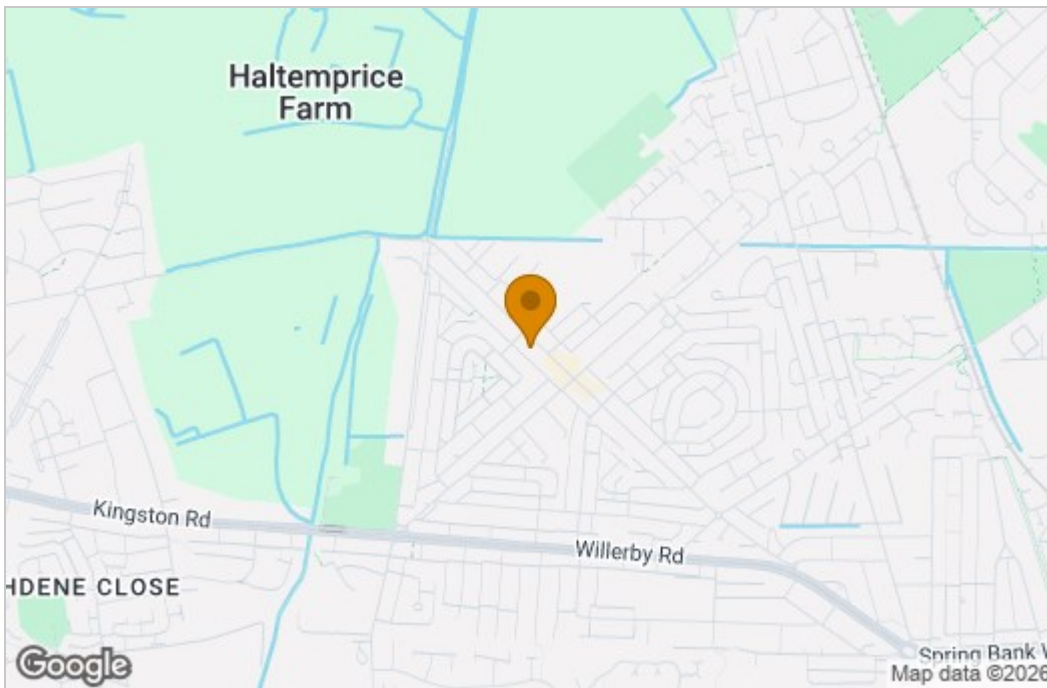 Haltemprice
Farm
Kingston Rd
Willerby Rd
HDENE CLOSE
Spring Bank W
Google
Map data ©2026